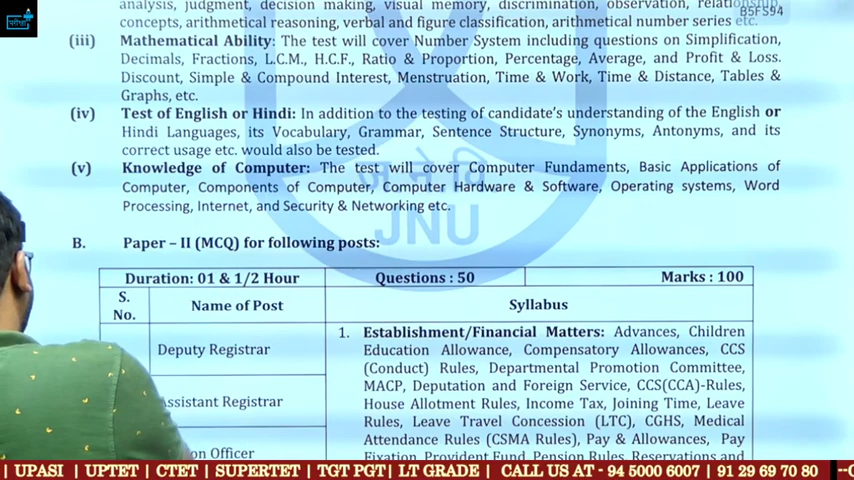 analysis, judgment, decision making, visual memory, discrimination, observation, relationship
B5FS94
concepts, arithmetical reasoning, verbal and figure classification, arithmetical number series etc.
(iii) Mathematical Ability: The test will cover Number System including questions on Simplification,
Decimals, Fractions, L.C.M., H.C.F., Ratio & Proportion, Percentage, Average, and Profit & Loss.
Discount, Simple & Compound Interest, Menstruation, Time & Work, Time & Distance, Tables &
Graphs, etc.
(iv) Test of English or Hindi: In addition to the testing of candidate's understanding of the English or
Hindi Languages, its Vocabulary, Grammar, Sentence Structure, Synonyms, Antonyms, and its
correct usage etc. would also be tested.
(v) Knowledge of Computer: The test will cover Computer Fundaments, Basic Applications of
Computer, Components of Computer, Computer Hardware & Software, Operating systems, Word
Processing, Internet, and Security & Networking etc.
JNU
B. Paper – II (MCQ) for following posts:
Duration: 01 & 1/2 Hour Questions : 50 Marks : 100
S. No. Name of Post Syllabus
Deputy Registrar
Assistant Registrar
on Officer
1. Establishment/Financial Matters: Advances, Children
Education Allowance, Compensatory Allowances, CCS
(Conduct) Rules, Departmental Promotion Committee,
MACP, Deputation and Foreign Service, CCS(CCA)-Rules,
House Allotment Rules, Income Tax, Joining Time, Leave
Rules, Leave Travel Concession (LTC), CGHS, Medical
Attendance Rules (CSMA Rules), Pay & Allowances, Pay
Fixation, Provident Fund, Pension Rules, Reservations and
| UPASI | UPTET | CTET | SUPERTET | TGT PGT| LT GRADE | CALL US AT - 94 5000 6007 | 91 29 69 70 80